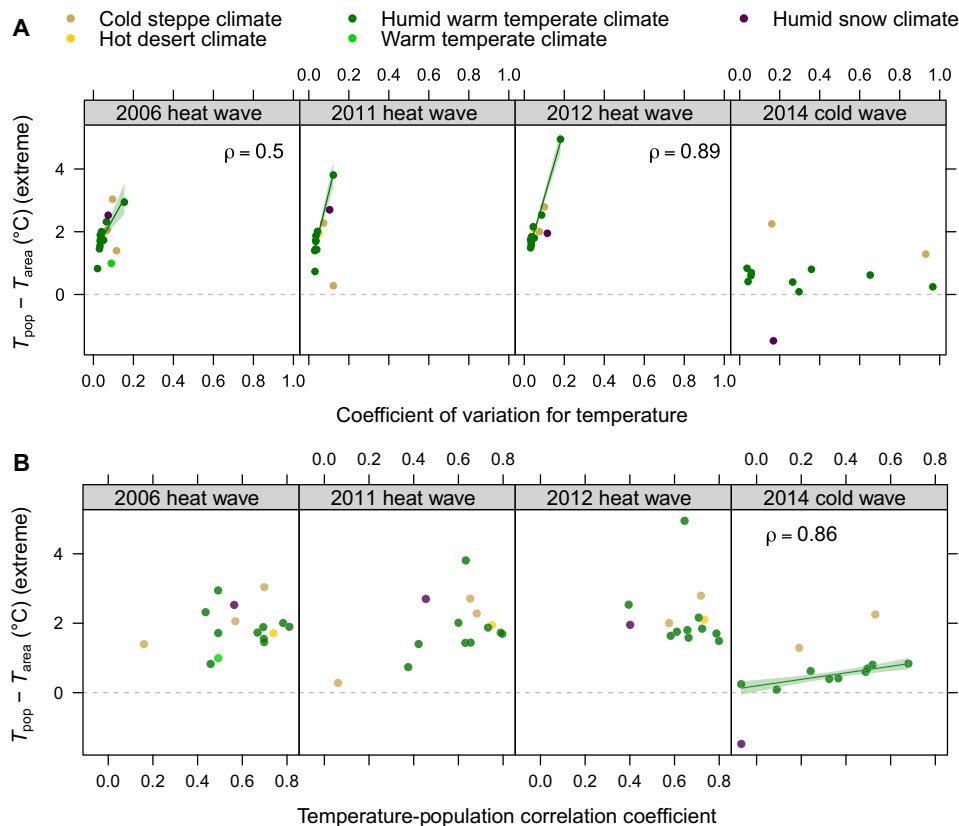 A
Cold steppe climate Humid warm temperate climate Humid snow climate
Hot desert climate Warm temperate climate
0.0 0.2 0.4 0.6 0.8 1.0 0.0 0.2 0.4 0.6 0.8 1.0
2006 heat wave 2011 heat wave 2012 heat wave 2014 cold wave
ρ = 0.5 ρ = 0.89
T_pop − T_area (°C) (extreme)
4
2
0
0.0 0.2 0.4 0.6 0.8 1.0 0.0 0.2 0.4 0.6 0.8 1.0
Coefficient of variation for temperature
B
0.0 0.2 0.4 0.6 0.8 0.0 0.2 0.4 0.6 0.8
2006 heat wave 2011 heat wave 2012 heat wave 2014 cold wave
ρ = 0.86
T_pop − T_area (°C) (extreme)
4
2
0
0.0 0.2 0.4 0.6 0.8 0.0 0.2 0.4 0.6 0.8
Temperature-population correlation coefficient